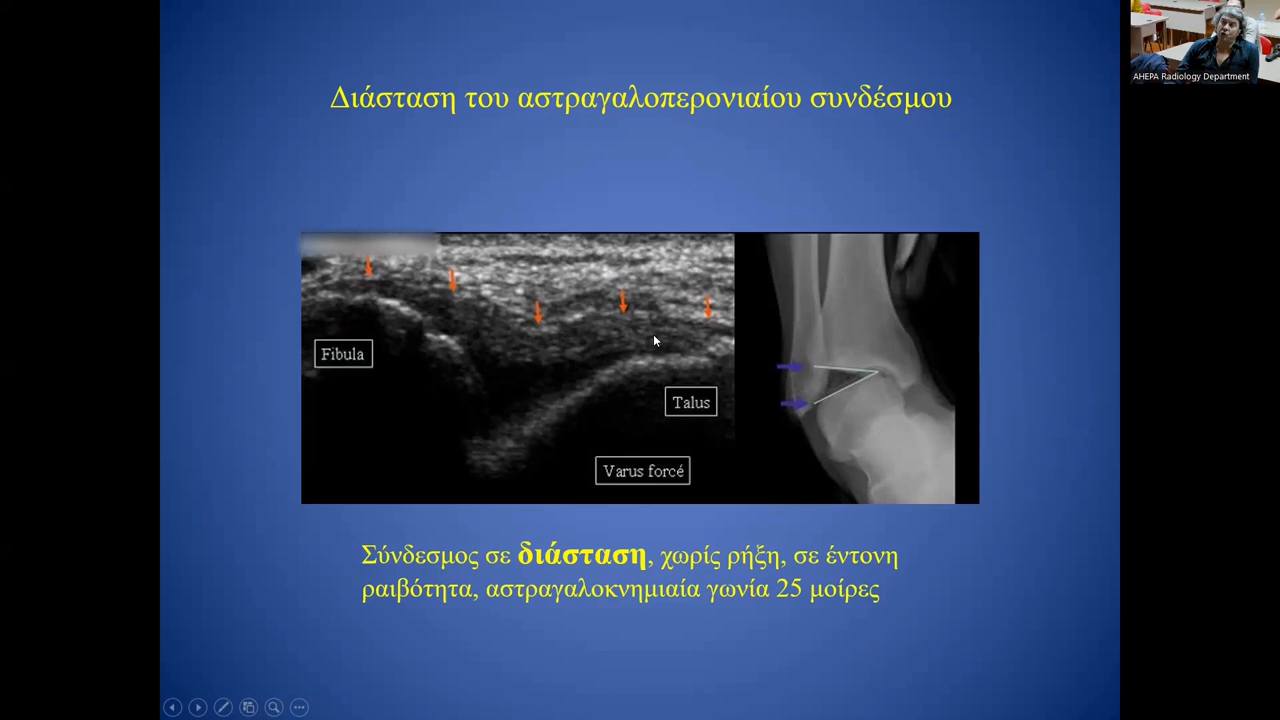 AHEPA Radiology Department
Διάσταση του αστραγαλοπερονιαίου συνδέσμου
Fibula
Talus
Varus forcé
Σύνδεσμος σε διάσταση, χωρίς ρήξη, σε έντονη
ραιβότητα, αστραγαλοκνημιαία γωνία 25 μοίρες